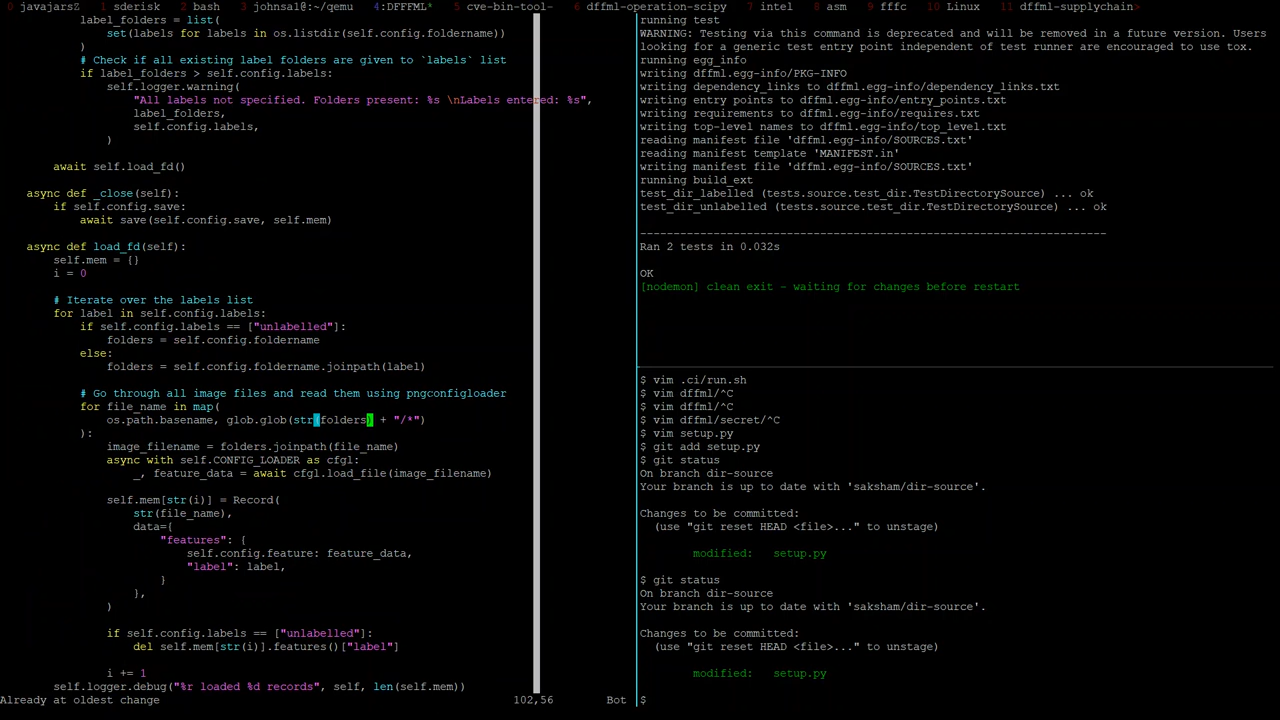 0 javajarsZ 1 sderisk 2 bash 3 johnsal@:~/qemu 4:DFFFML* 5 cve-bin-tool- 6 dffml-operation-scipy 7 intel 8 asm 9 fffc 10 Linux 11 dffml-supplychain>
label_folders = list(
set(labels for labels in os.listdir(self.config.foldername))
)
# Check if all existing label folders are given to `labels` list
if label_folders > self.config.labels:
self.logger.warning(
"All labels not specified. Folders present: %s \nLabels entered: %s",
label_folders,
self.config.labels,
)
await self.load_fd()
async def _close(self):
if self.config.save:
await save(self.config.save, self.mem)
async def load_fd(self):
self.mem = {}
i = 0
# Iterate over the labels list
for label in self.config.labels:
if self.config.labels == ["unlabelled"]:
folders = self.config.foldername
else:
folders = self.config.foldername.joinpath(label)
# Go through all image files and read them using pngconfigloader
for file_name in map(
os.path.basename, glob.glob(str(folders) + "/*")
):
image_filename = folders.joinpath(file_name)
async with self.CONFIG_LOADER as cfgl:
_, feature_data = await cfgl.load_file(image_filename)
self.mem[str(i)] = Record(
str(file_name),
data={
"features": {
self.config.feature: feature_data,
"label": label,
}
},
)
if self.config.labels == ["unlabelled"]:
del self.mem[str(i)].features()["label"]
i += 1
self.logger.debug("%r loaded %d records", self, len(self.mem))
Already at oldest change 102,56 Bot
running test
WARNING: Testing via this command is deprecated and will be removed in a future version. Users
looking for a generic test entry point independent of test runner are encouraged to use tox.
running egg_info
writing dffml.egg-info/PKG-INFO
writing dependency_links to dffml.egg-info/dependency_links.txt
writing entry points to dffml.egg-info/entry_points.txt
writing requirements to dffml.egg-info/requires.txt
writing top-level names to dffml.egg-info/top_level.txt
reading manifest file 'dffml.egg-info/SOURCES.txt'
reading manifest template 'MANIFEST.in'
writing manifest file 'dffml.egg-info/SOURCES.txt'
running build_ext
test_dir_labelled (tests.source.test_dir.TestDirectorySource) ... ok
test_dir_unlabelled (tests.source.test_dir.TestDirectorySource) ... ok
----------------------------------------------------------------------
Ran 2 tests in 0.032s
OK
[nodemon] clean exit - waiting for changes before restart
$ vim .ci/run.sh
$ vim dffml/^C
$ vim dffml/^C
$ vim dffml/secret/^C
$ vim setup.py
$ git add setup.py
$ git status
On branch dir-source
Your branch is up to date with 'saksham/dir-source'.
Changes to be committed:
(use "git reset HEAD <file>..." to unstage)
modified: setup.py
$ git status
On branch dir-source
Your branch is up to date with 'saksham/dir-source'.
Changes to be committed:
(use "git reset HEAD <file>..." to unstage)
modified: setup.py
$